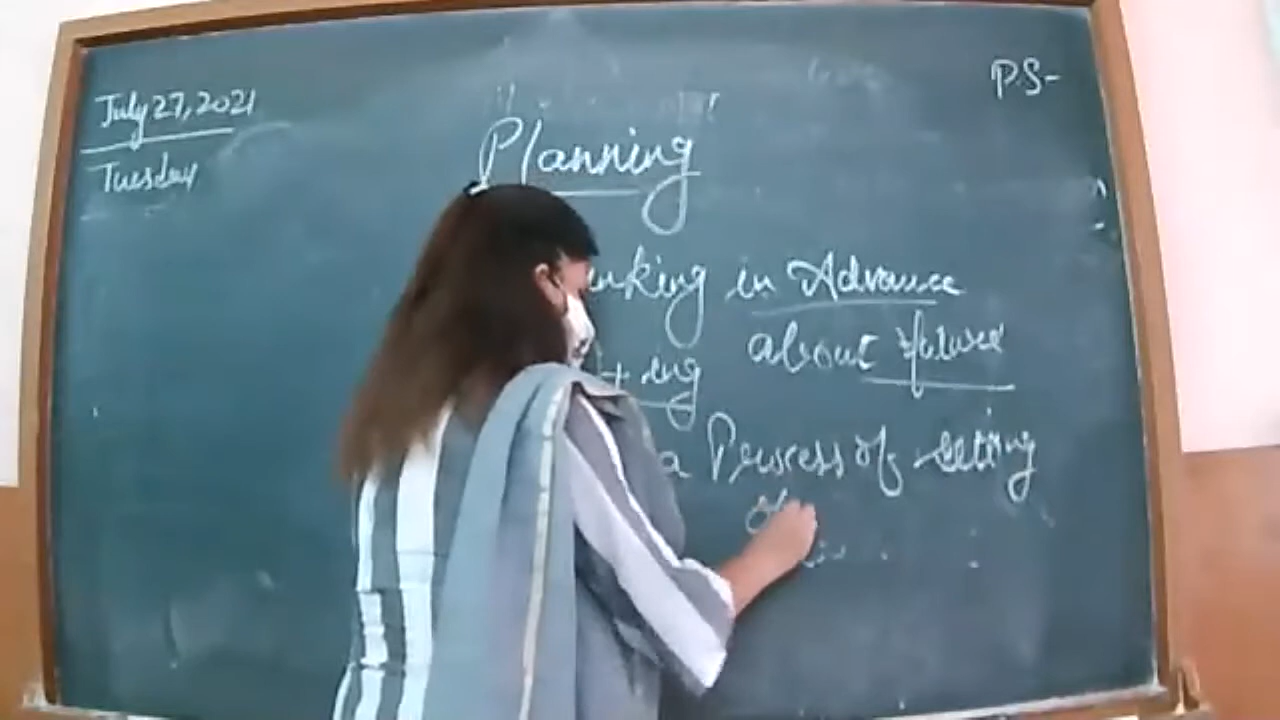 July 27, 2021
Tuesday
P.S-
Planning
nking in Advance
about future
ing
a Process of setting